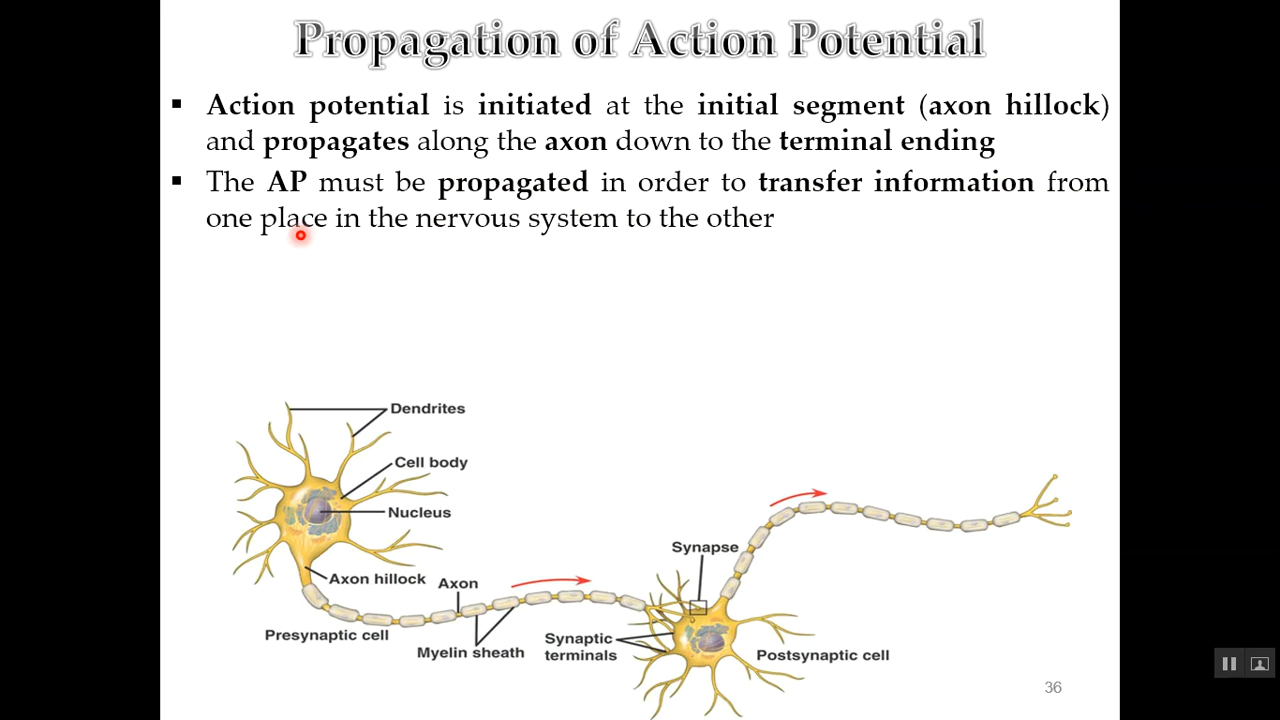 Propagation of Action Potential
▪ Action potential is initiated at the initial segment (axon hillock)
and propagates along the axon down to the terminal ending
▪ The AP must be propagated in order to transfer information from
one place in the nervous system to the other
Dendrites
Cell body
Nucleus
Axon hillock
Axon
Presynaptic cell
Myelin sheath
Synapse
Synaptic
terminals
Postsynaptic cell
36